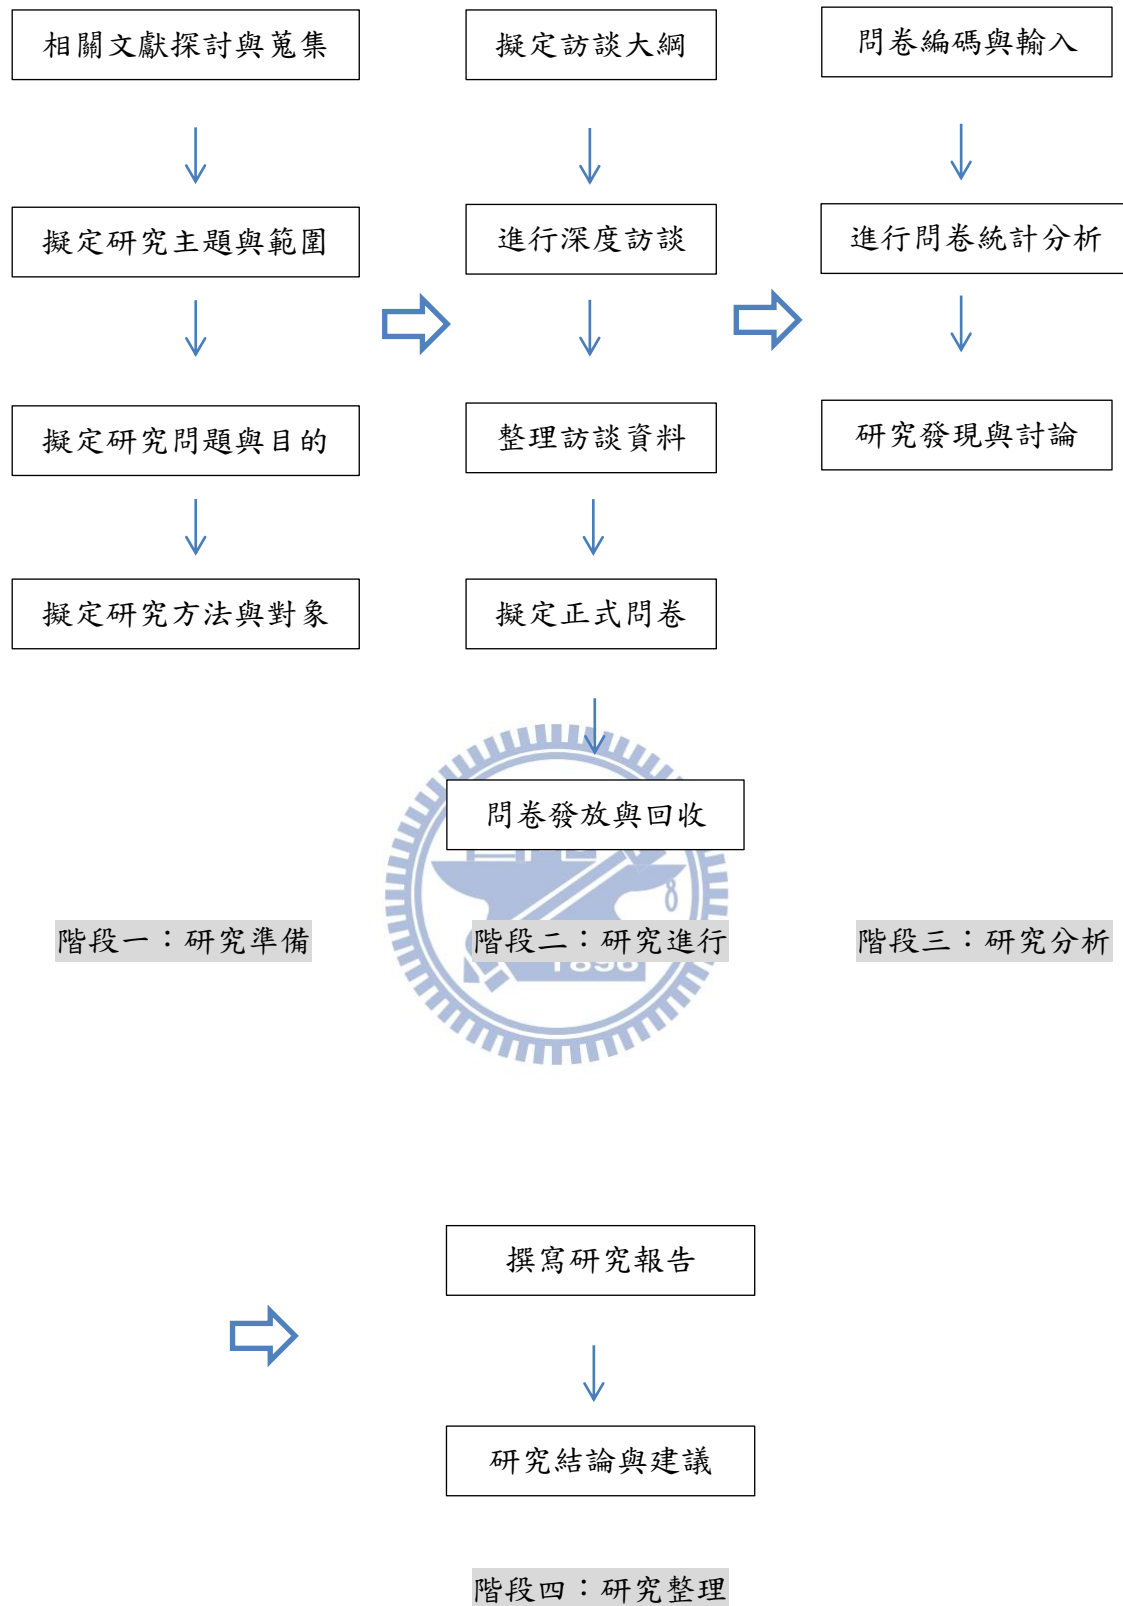 相關文獻探討與蒐集
擬定研究主題與範圍
擬定研究問題與目的
擬定研究方法與對象
階段一：研究準備
擬定訪談大綱
進行深度訪談
整理訪談資料
擬定正式問卷
問卷發放與回收
階段二：研究進行
1896
問卷編碼與輸入
進行問卷統計分析
研究發現與討論
階段三：研究分析
撰寫研究報告
研究結論與建議
階段四：研究整理